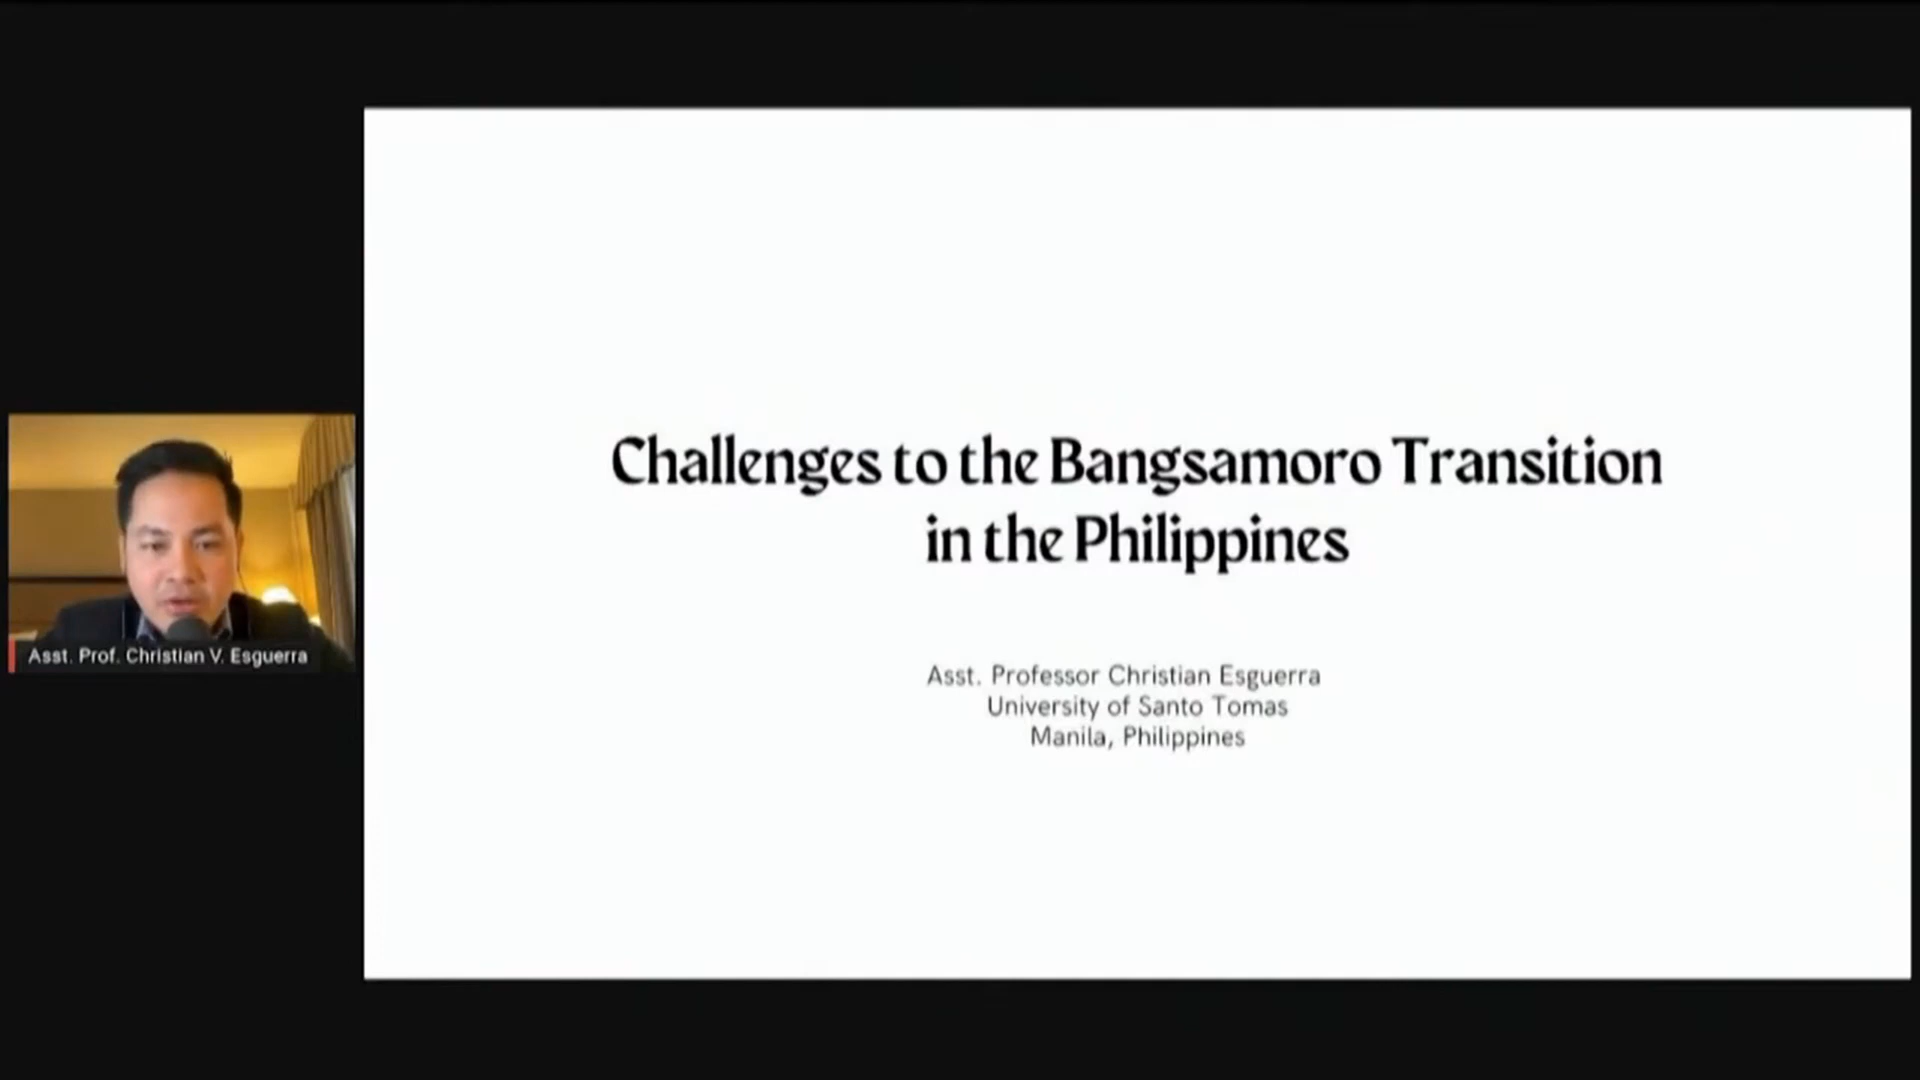 Challenges to the Bangsamoro Transition
in the Philippines
Asst. Professor Christian Esguerra
University of Santo Tomas
Manila, Philippines
Asst. Prof. Christian V. Esguerra